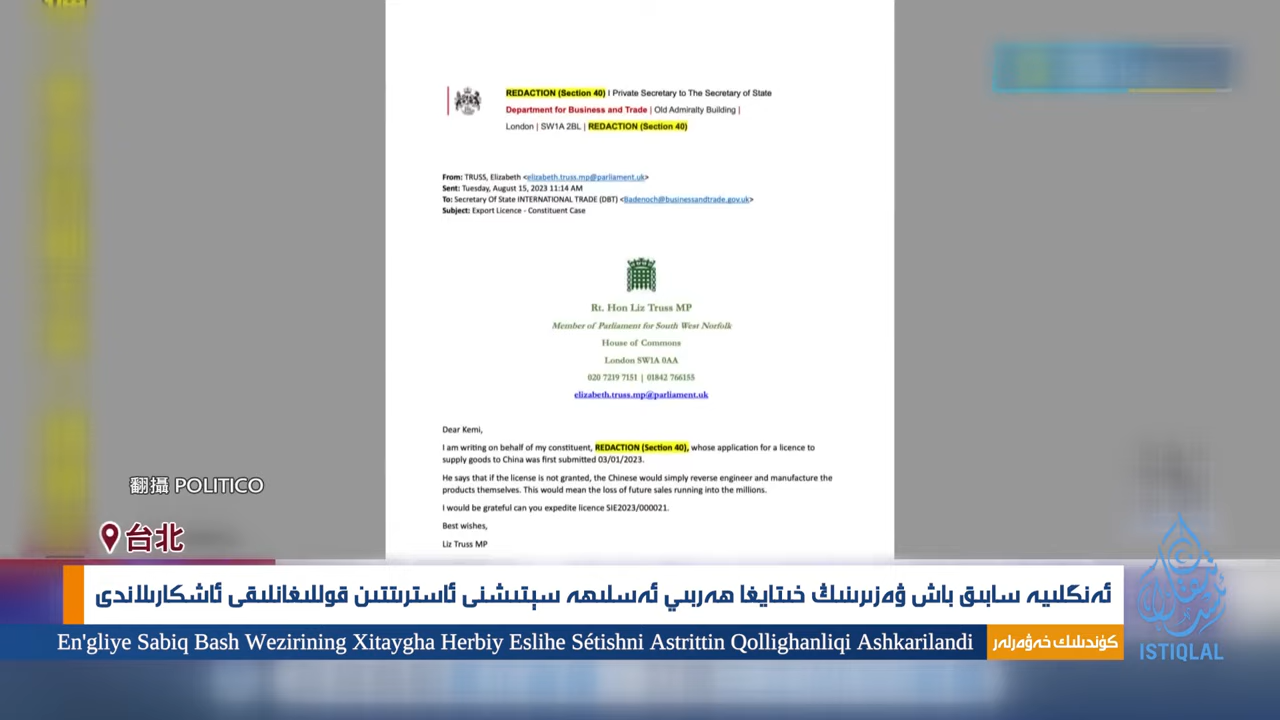 REDACTION (Section 40) | Private Secretary to The Secretary of State
Department for Business and Trade | Old Admiralty Building |
London | SW1A 2BL | REDACTION (Section 40)
From: TRUSS, Elizabeth <elizabeth.truss.mp@parliament.uk>
Sent: Tuesday, August 15, 2023 11:14 AM
To: Secretary Of State INTERNATIONAL TRADE (DBT) <Badenoch@businessandtrade.gov.uk>
Subject: Export Licence - Constituent Case
Rt. Hon Liz Truss MP
Member of Parliament for South West Norfolk
House of Commons
London SW1A 0AA
020 7219 7151 | 01842 766155
elizabeth.truss.mp@parliament.uk
Dear Kemi,
I am writing on behalf of my constituent, REDACTION (Section 40), whose application for a licence to
supply goods to China was first submitted 03/01/2023.
He says that if the license is not granted, the Chinese would simply reverse engineer and manufacture the
products themselves. This would mean the loss of future sales running into the millions.
I would be grateful can you expedite licence SIE2023/000021.
Best wishes,
Liz Truss MP
翻攝 POLITICO
台北
ئەنگلىيە سابىق باش ۋەزىرىنىڭ خىتايغا ھەربىي ئەسلىھە سېتىشنى ئاستىرىتتىن قوللىغانلىقى ئاشكارىلاندى
En'gliye Sabiq Bash Wezirining Xitaygha Herbiy Eslihe Sétishni Astrittin Qollighanliqi Ashkarilandi
كۈندىلىك خەۋەرلەر
ISTIQLAL